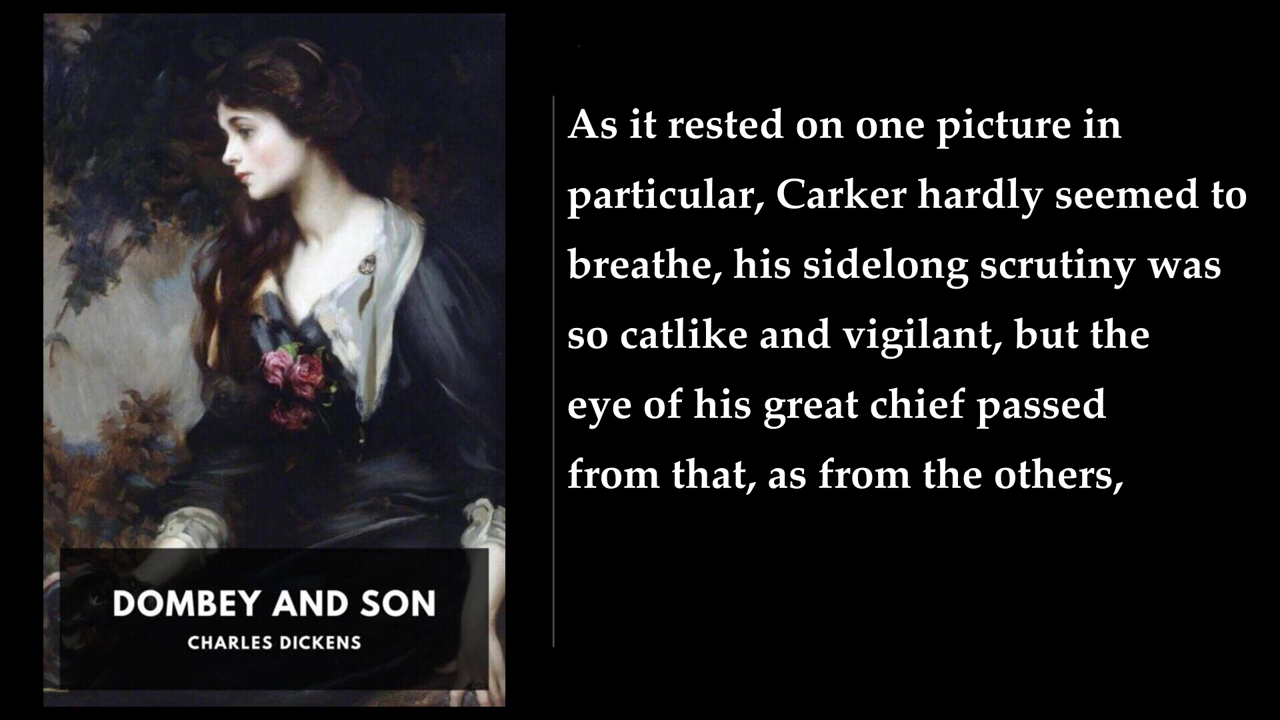 As it rested on one picture in
particular, Carker hardly seemed to
breathe, his sidelong scrutiny was
so catlike and vigilant, but the
eye of his great chief passed
from that, as from the others,
DOMBEY AND SON
CHARLES DICKENS